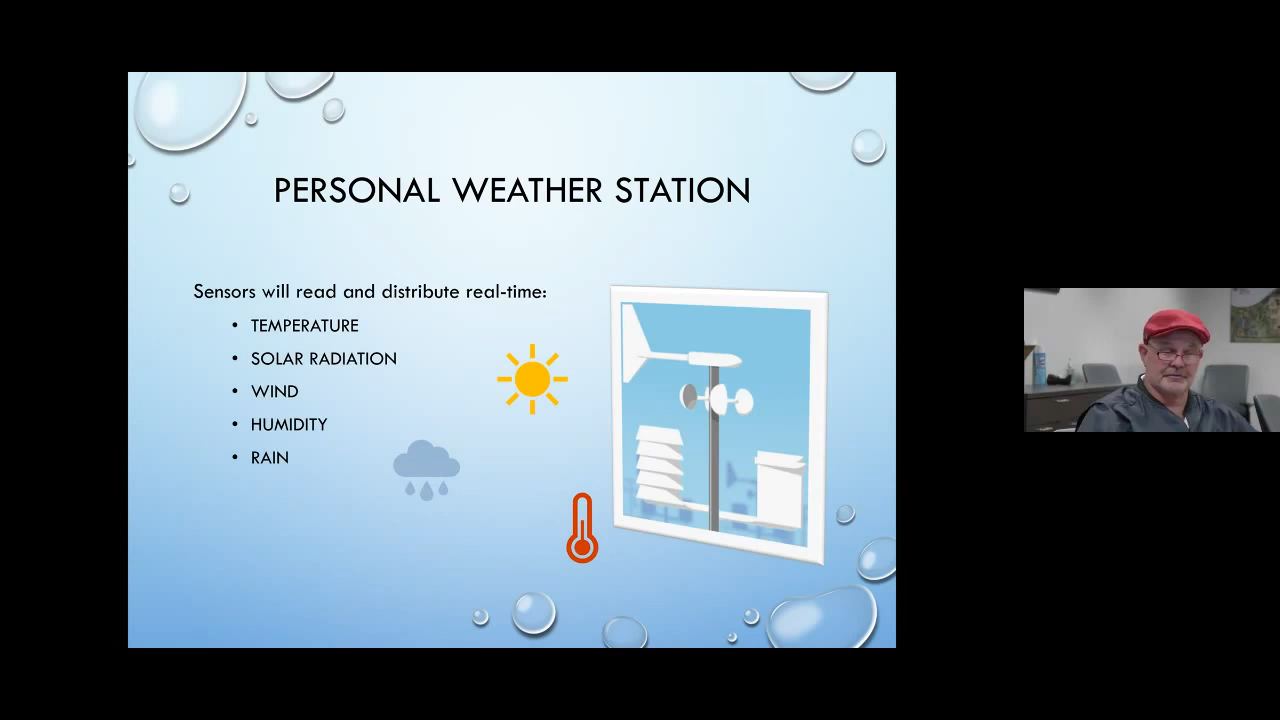 PERSONAL WEATHER STATION
Sensors will read and distribute real-time:
• TEMPERATURE
• SOLAR RADIATION
• WIND
• HUMIDITY
• RAIN